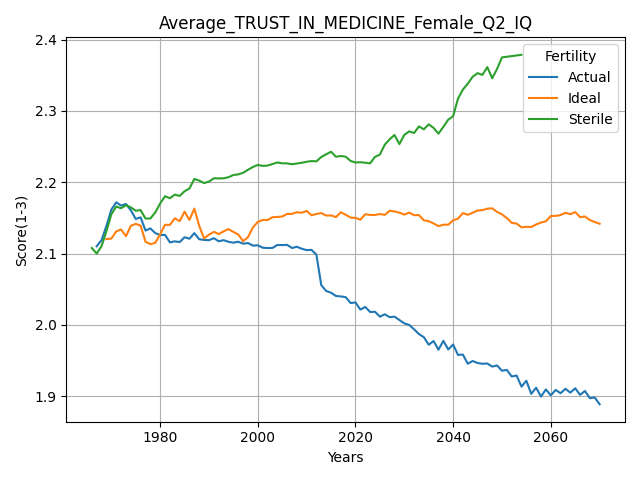 Average_TRUST_IN_MEDICINE_Female_Q2_IQ
Score(1-3)
2.4
2.3
2.2
2.1
2.0
1.9
Fertility
Actual
Ideal
Sterile
1980
2000
2020
2040
2060
Years